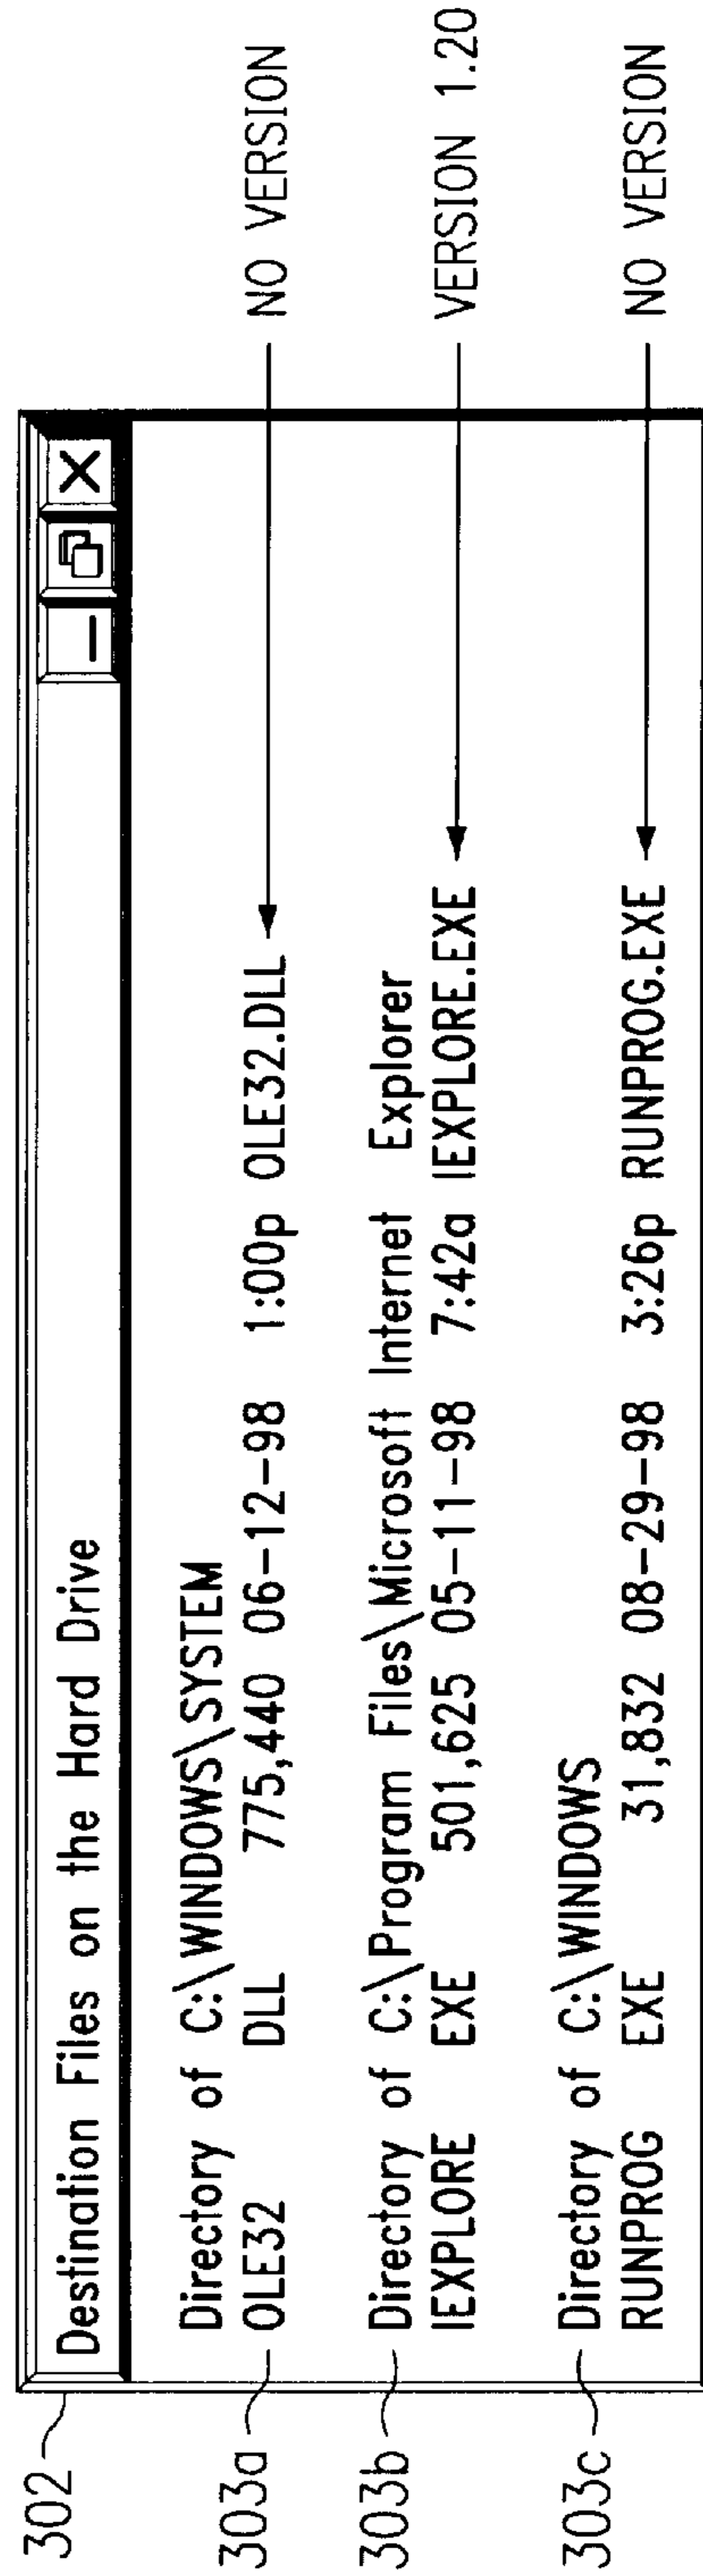 302
Destination Files on the Hard Drive
Directory of C:\WINDOWS\SYSTEM
303a OLE32 DLL 775,440 06-12-98 1:00p OLE32.DLL NO VERSION
Directory of C:\Program Files\Microsoft Internet Explorer
303b IEXPLORE EXE 501,625 05-11-98 7:42a IEXPLORE.EXE VERSION 1.20
Directory of C:\WINDOWS
303c RUNPROG EXE 31,832 08-29-98 3:26p RUNPROG.EXE NO VERSION